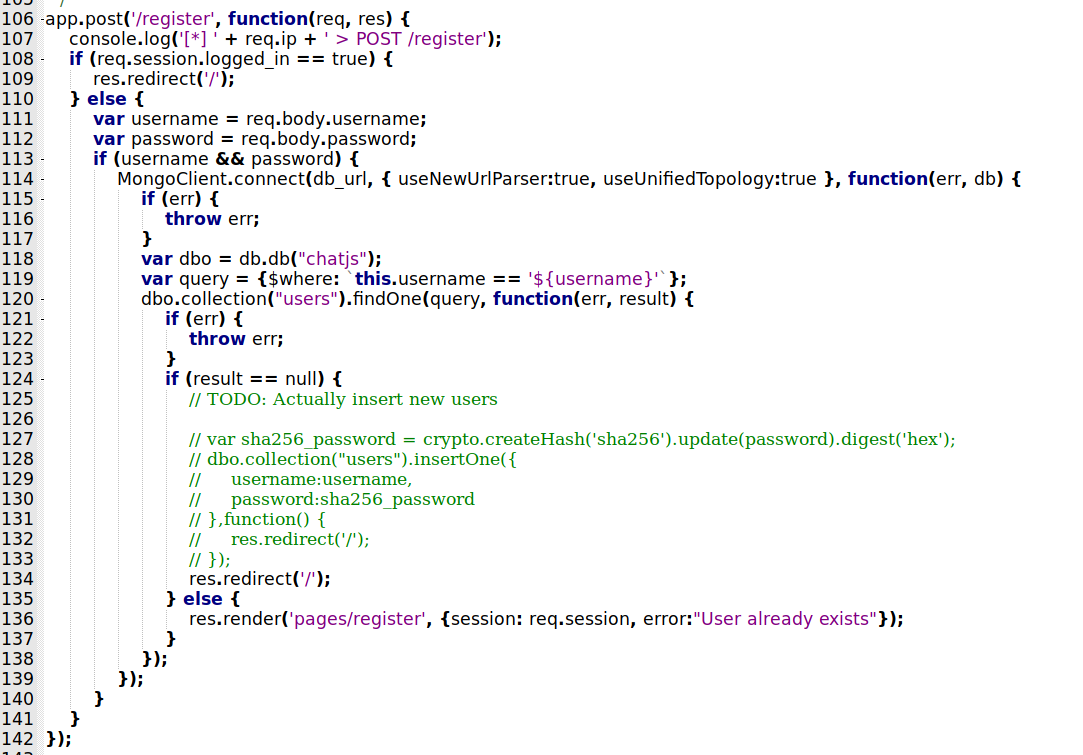 105 */
106 app.post('/register', function(req, res) {
107     console.log('[*] ' + req.ip + ' > POST /register');
108     if (req.session.logged_in == true) {
109         res.redirect('/');
110     } else {
111         var username = req.body.username;
112         var password = req.body.password;
113         if (username && password) {
114             MongoClient.connect(db_url, { useNewUrlParser:true, useUnifiedTopology:true }, function(err, db) {
115                 if (err) {
116                     throw err;
117                 }
118                 var dbo = db.db("chatjs");
119                 var query = {$where: `this.username == '${username}'`};
120                 dbo.collection("users").findOne(query, function(err, result) {
121                     if (err) {
122                         throw err;
123                     }
124                     if (result == null) {
125                         // TODO: Actually insert new users
126
127                         // var sha256_password = crypto.createHash('sha256').update(password).digest('hex');
128                         // dbo.collection("users").insertOne({
129                         //     username:username,
130                         //     password:sha256_password
131                         // },function() {
132                         //     res.redirect('/');
133                         // });
134                         res.redirect('/');
135                     } else {
136                         res.render('pages/register', {session: req.session, error:"User already exists"});
137                     }
138                 });
139             });
140         }
141     }
142 });